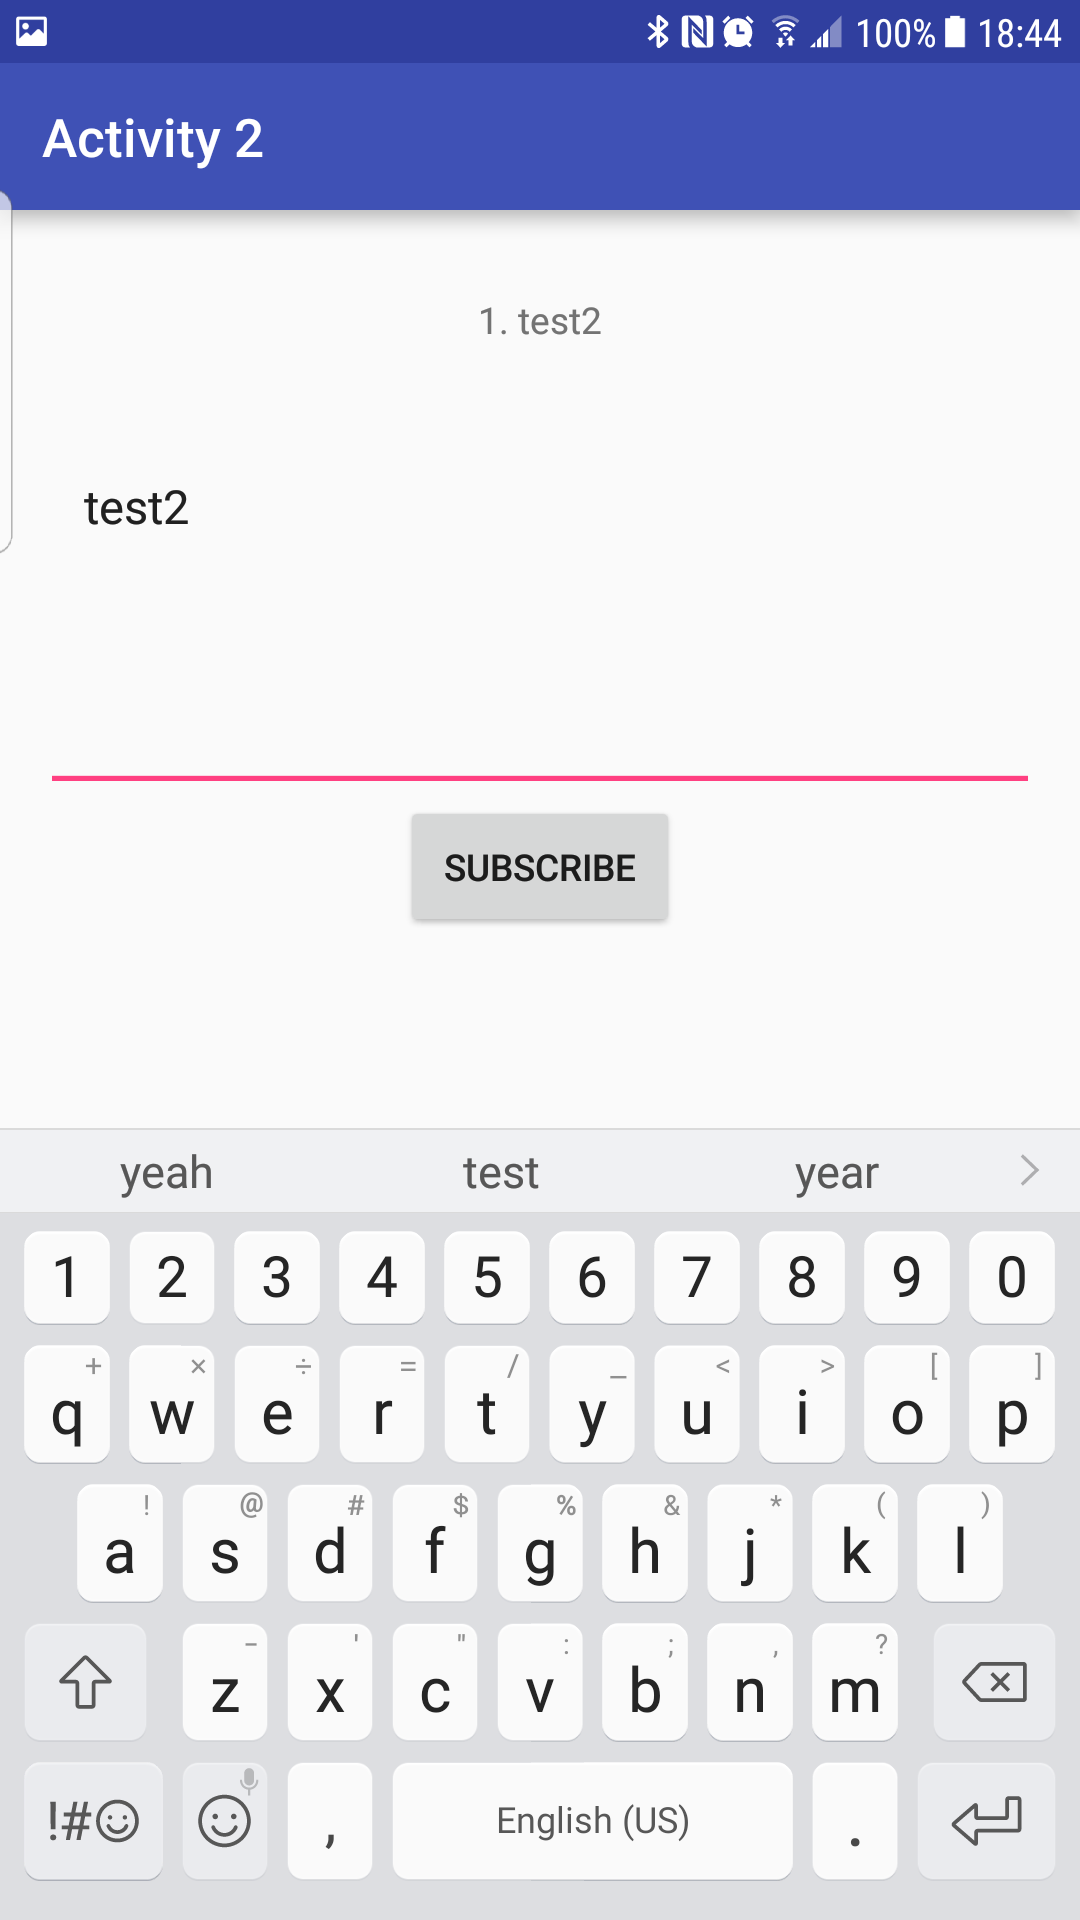 100% 18:44
Activity 2
1. test2
test2
SUBSCRIBE
yeah test year
1 2 3 4 5 6 7 8 9 0
+ × ÷ = / _ < > [ ]
q w e r t y u i o p
! @ # $ % & * ( )
a s d f g h j k l
- ' " : ; , ?
z x c v b n m
!# , English (US) .